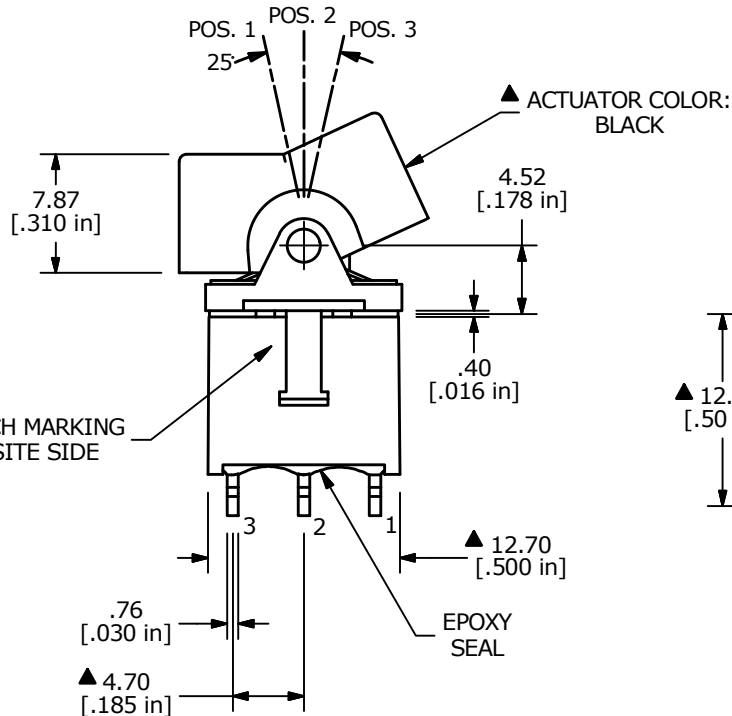 POS. 1
POS. 2
POS. 3
25
▲ ACTUATOR COLOR:
BLACK
7.87
[.310 in]
4.52
[.178 in]
.40
[.016 in]
▲ 12.
[.50
CH MARKING
SITE SIDE
3
2
1
▲ 12.70
[.500 in]
.76
[.030 in]
EPOXY
SEAL
▲ 4.70
[.185 in]